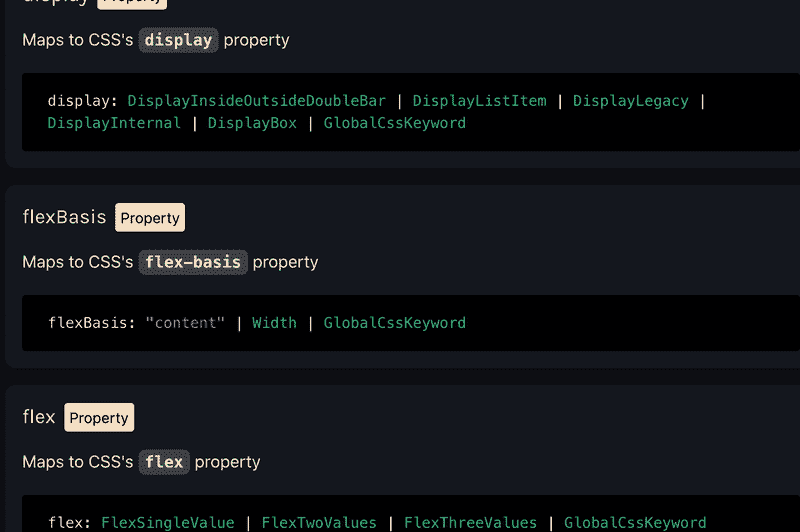 display Property
Maps to CSS's display property
display: DisplayInsideOutsideDoubleBar | DisplayListItem | DisplayLegacy |
DisplayInternal | DisplayBox | GlobalCssKeyword
flexBasis Property
Maps to CSS's flex-basis property
flexBasis: "content" | Width | GlobalCssKeyword
flex Property
Maps to CSS's flex property
flex: FlexSingleValue | FlexTwoValues | FlexThreeValues | GlobalCssKeyword